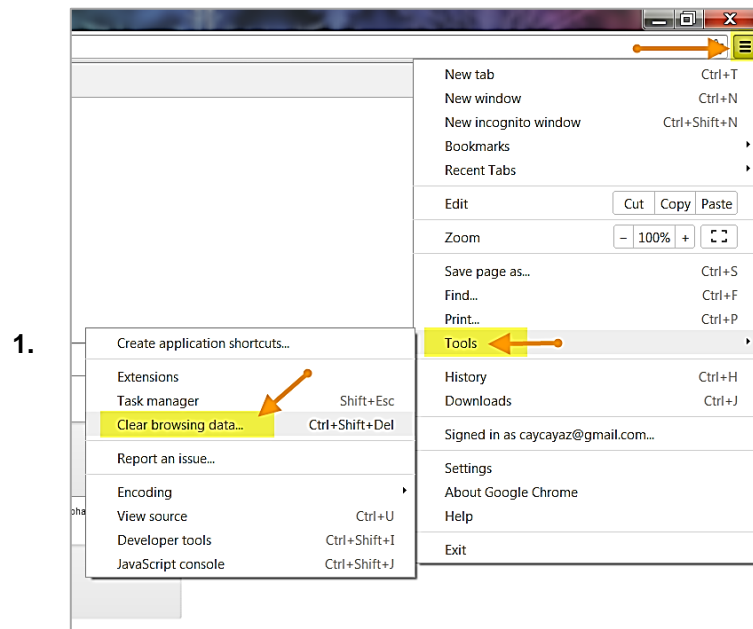 New tab Ctrl+T
New window Ctrl+N
New incognito window Ctrl+Shift+N
Bookmarks
Recent Tabs
Edit Cut Copy Paste
Zoom − 100% +
Save page as... Ctrl+S
Find... Ctrl+F
Print... Ctrl+P
Tools
History Ctrl+H
Downloads Ctrl+J
Signed in as caycayaz@gmail.com...
Settings
About Google Chrome
Help
Exit
1.
Create application shortcuts...
Extensions
Task manager Shift+Esc
Clear browsing data... Ctrl+Shift+Del
Report an issue...
Encoding
View source Ctrl+U
Developer tools Ctrl+Shift+I
JavaScript console Ctrl+Shift+J